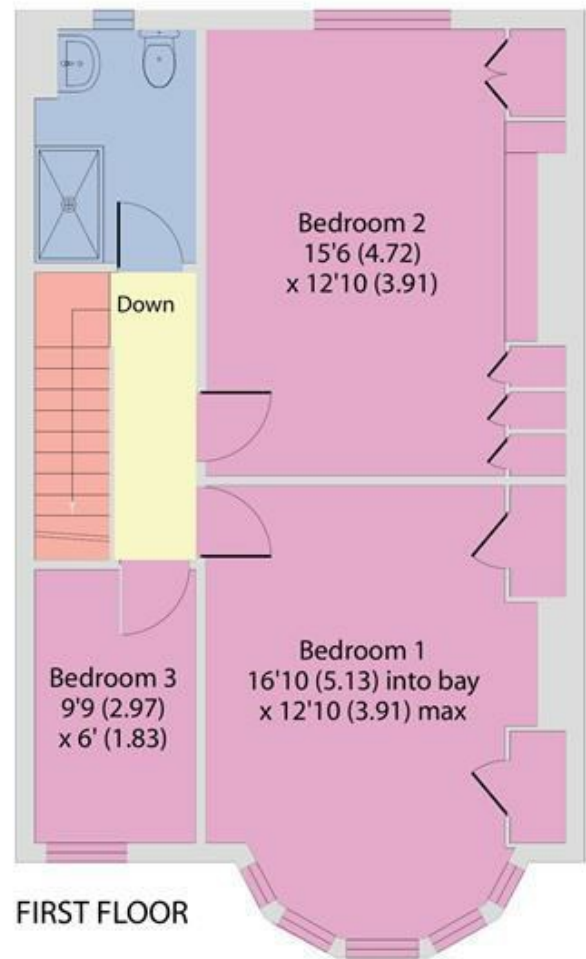 Bedroom 2
15'6 (4.72)
x 12'10 (3.91)
Down
Bedroom 1
16'10 (5.13) into bay
x 12'10 (3.91) max
Bedroom 3
9'9 (2.97)
x 6' (1.83)
FIRST FLOOR